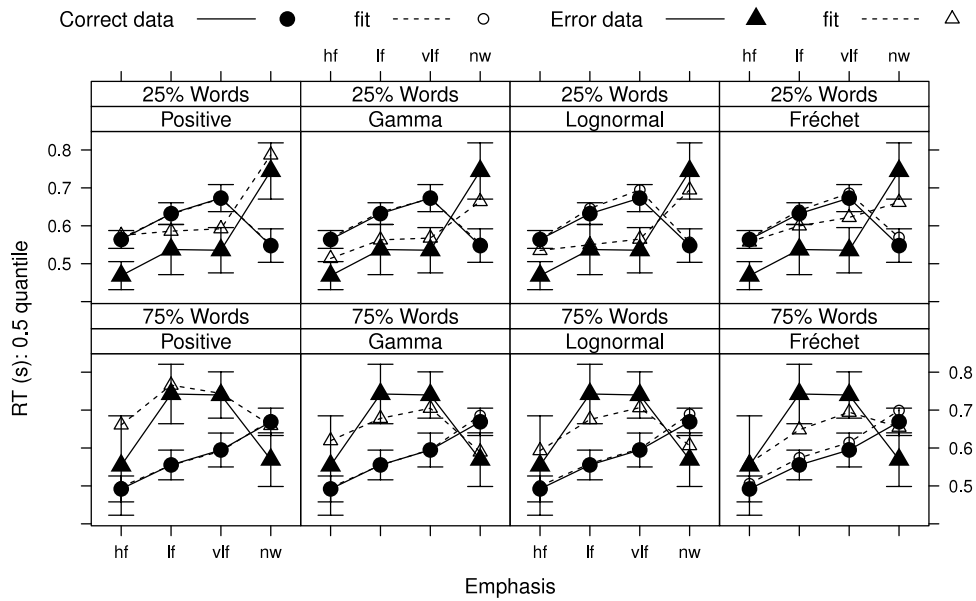 Correct data fit Error data fit
hf lf vlf nw hf lf vlf nw
25% Words 25% Words 25% Words 25% Words
Positive Gamma Lognormal Fréchet
0.8
0.7
0.6
0.5
75% Words 75% Words 75% Words 75% Words
Positive Gamma Lognormal Fréchet
0.8
0.7
0.6
0.5
hf lf vlf nw hf lf vlf nw
Emphasis
RT (s): 0.5 quantile